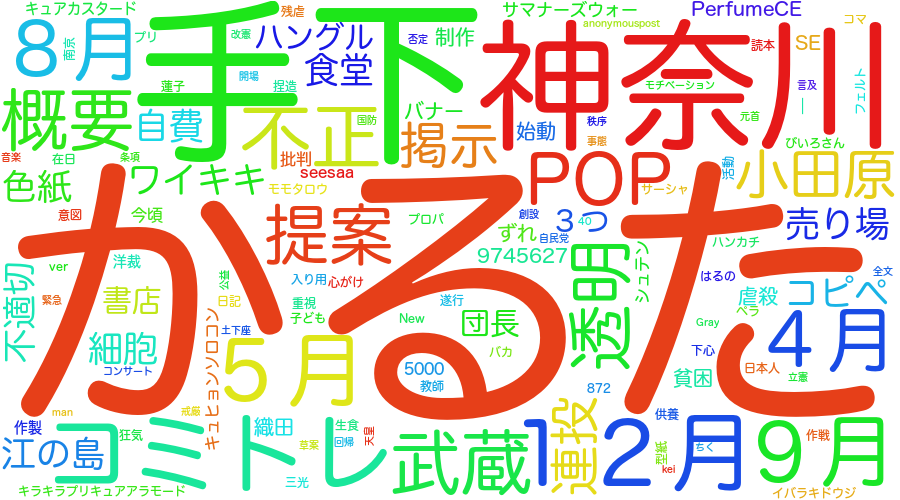 キュアカスタード
残虐
サマナーズウォー
PerfumeCE
8月
南京
プリ
手下
改憲
ハングル
否定
制作
anonymouspost
神奈川
コマ
SE
読本
食堂
開場
蓮子
捏造
モチベーション
言及
フェルト
一
概要
自費
不正
バナー
国防
掲示
始動
秩序
事態
元首
びいろさん
音楽
在日
条項
批判
seesaa
色紙
ワイキキ
モモタロウ
POP
サーシャ
活動
小田原
意図
今頃
提案
プロパ
創設
3つ
40
ずれ
自民党
売り場
かるた
ver
洋裁
公益
入り用
心がけ
9745627
シュテン
ハンカチ
はるの
全文
不適切
緊急
書店
日記
重視
子ども
遂行
New
団長
透明
虐殺
ベラ
コピペ
Gray
細胞
土下座
キュヒョンソロコン
5月
バカ
下心
4月
立憲
コンサート
5000
教師
872
貧困
日本人
man
戒厳
作製
狂気
織田
生食
回帰
天皇
草案
三光
江の島
コミトレ
武蔵
12月
連投
供養
型紙
ちく
kei
9月
作戦
キラキラプリキュアアラモード
イバラキドウジ